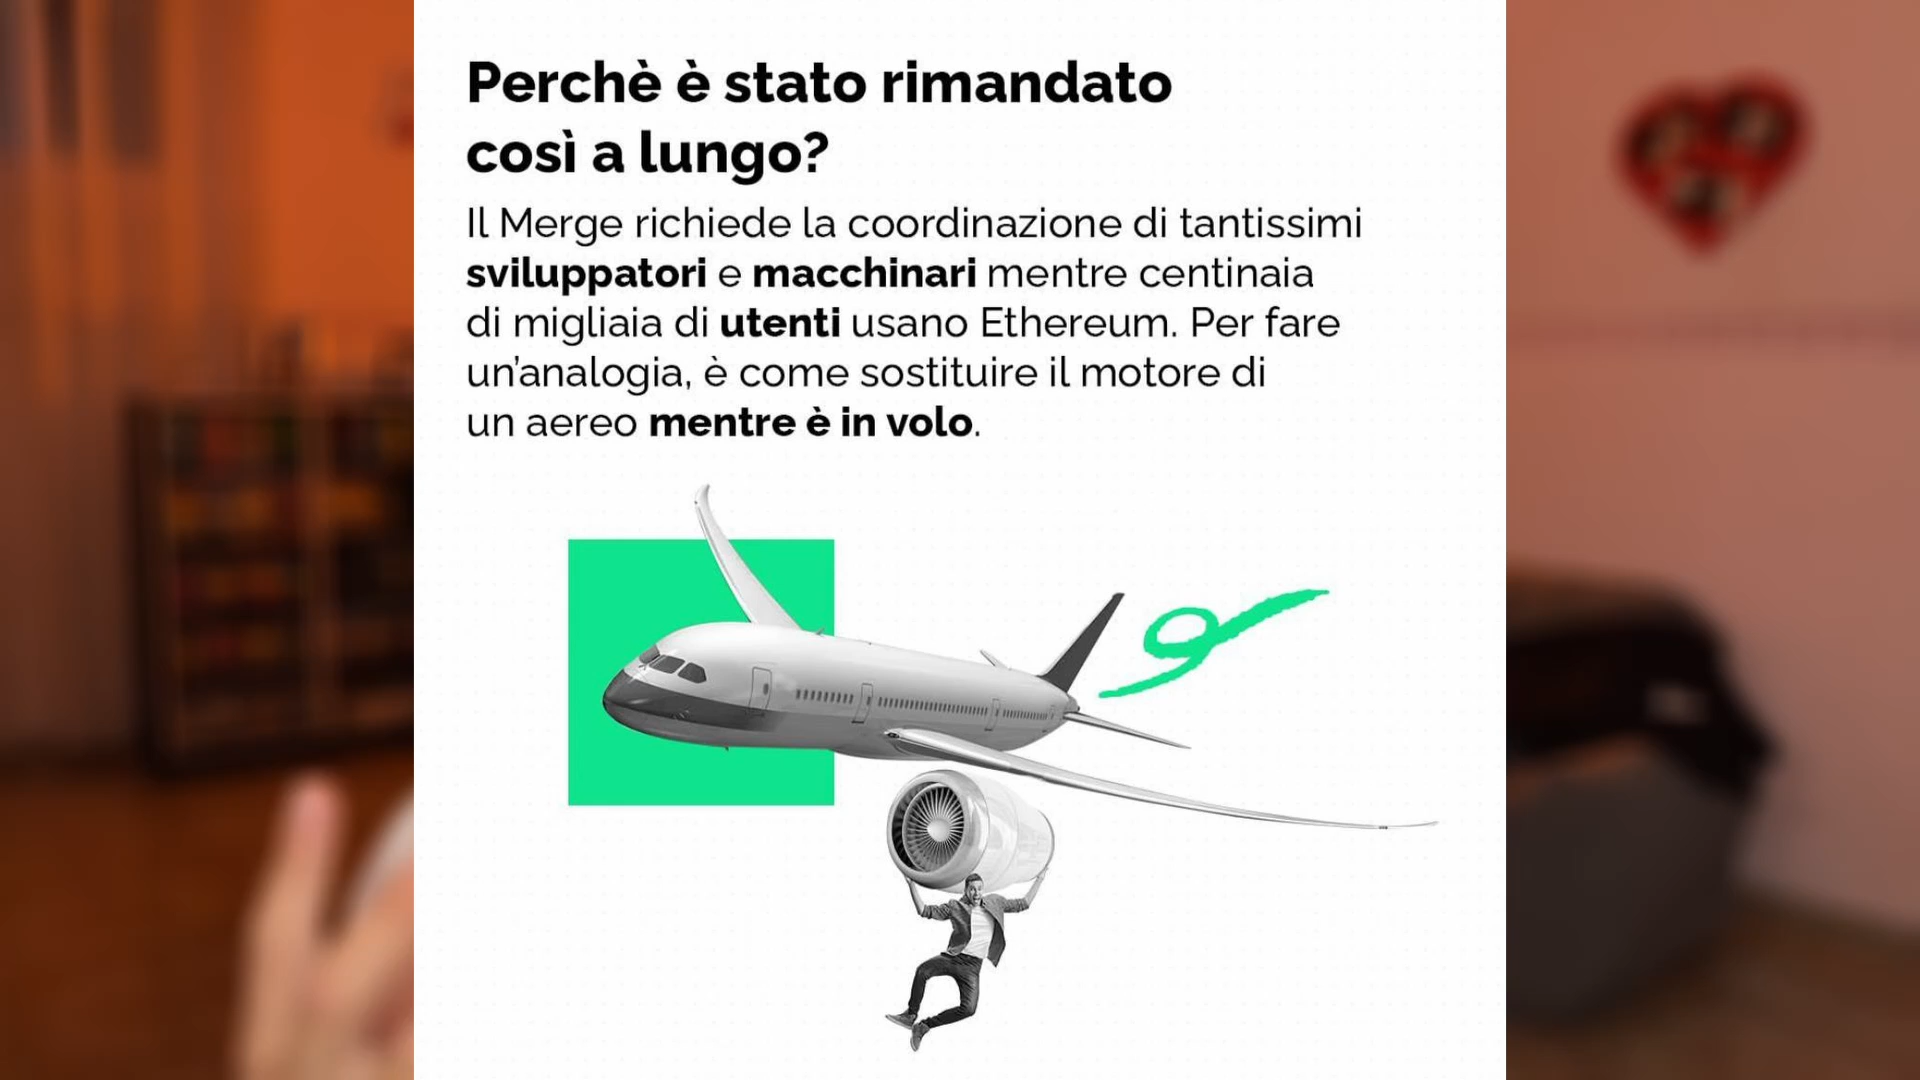 Perchè è stato rimandato
così a lungo?
Il Merge richiede la coordinazione di tantissimi
sviluppatori e macchinari mentre centinaia
di migliaia di utenti usano Ethereum. Per fare
un’analogia, è come sostituire il motore di
un aereo mentre è in volo.